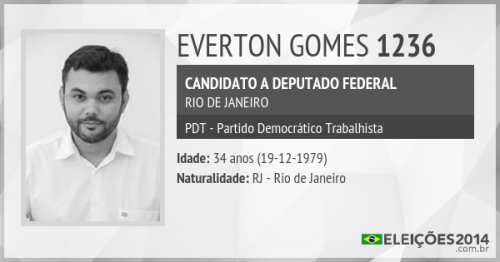 EVERTON GOMES 1236
CANDIDATO A DEPUTADO FEDERAL
RIO DE JANEIRO
PDT - Partido Democrático Trabalhista
Idade: 34 anos (19-12-1979)
Naturalidade: RJ - Rio de Janeiro
ELEIÇÕES2014
.com.br